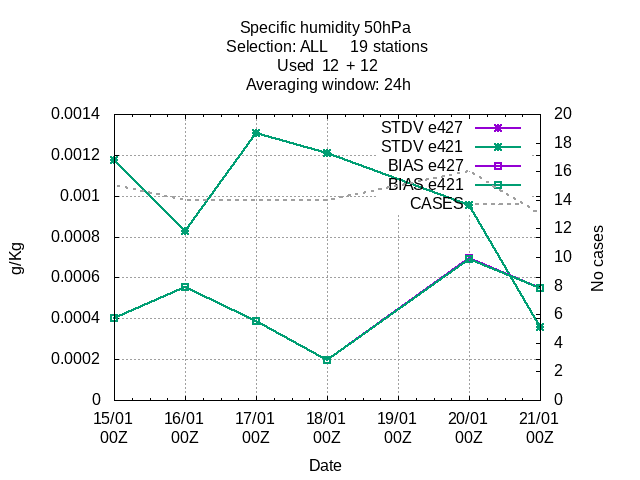 Specific humidity 50hPa
Selection: ALL     19 stations
Used  12  + 12
Averaging window: 24h
0.0014
0.0012
0.001
0.0008
0.0006
0.0004
0.0002
0
g/Kg
STDV e427
STDV e421
BIAS e427
BIAS e421
CASES
20
18
16
14
12
10
8
6
4
2
0
No cases
15/01 16/01 17/01 18/01 19/01 20/01 21/01
00Z 00Z 00Z 00Z 00Z 00Z 00Z
Date